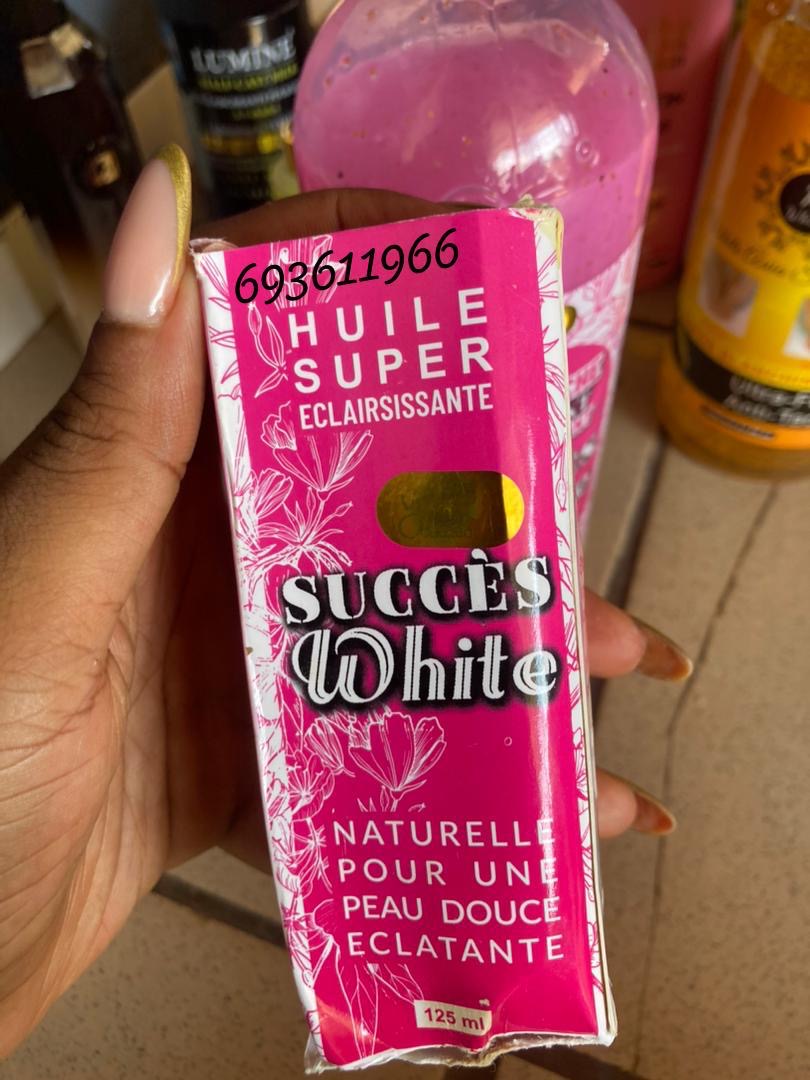 LUMINE
693611966
HUILE
SUPER
ECLAIRSISSANTE
SUCCÈS
White
NATURELLE
POUR UNE
PEAU DOUCE
ECLATANTE
125 ml